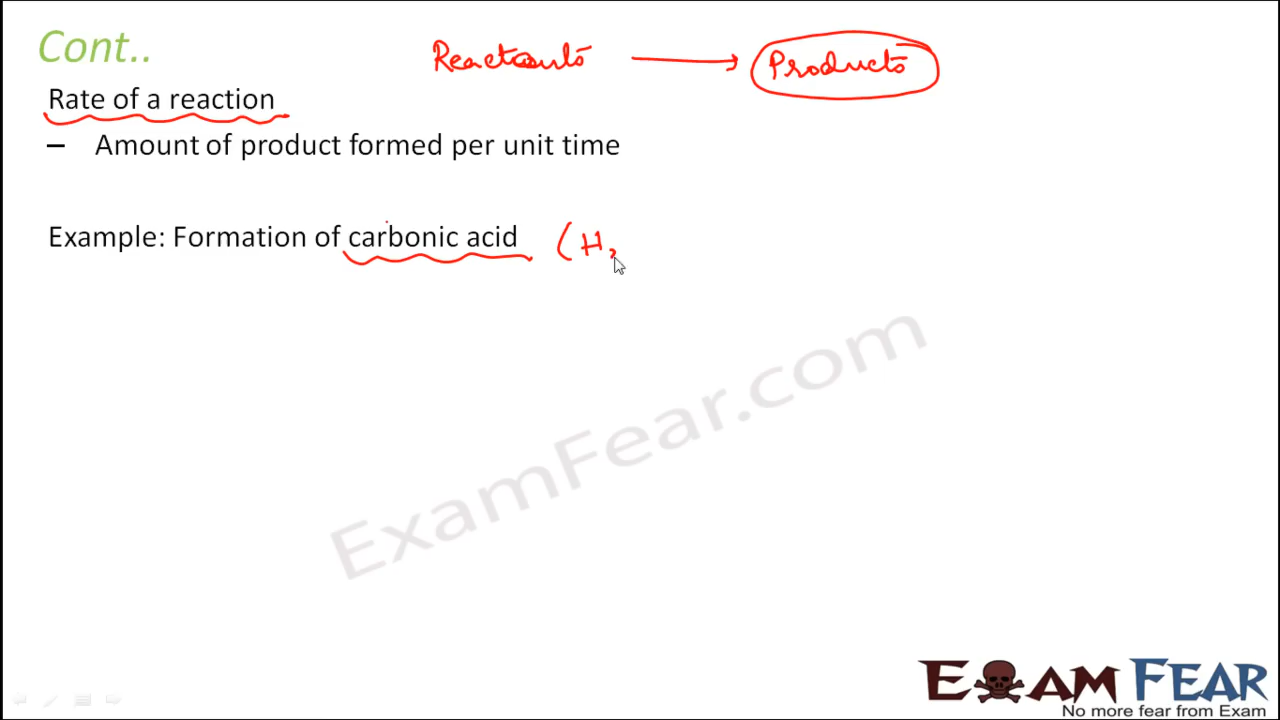 Cont..
Reactants → Products
Rate of a reaction
– Amount of product formed per unit time
Example: Formation of carbonic acid (H₂
ExamFear.com
EXAM FEAR
No more fear from Exam